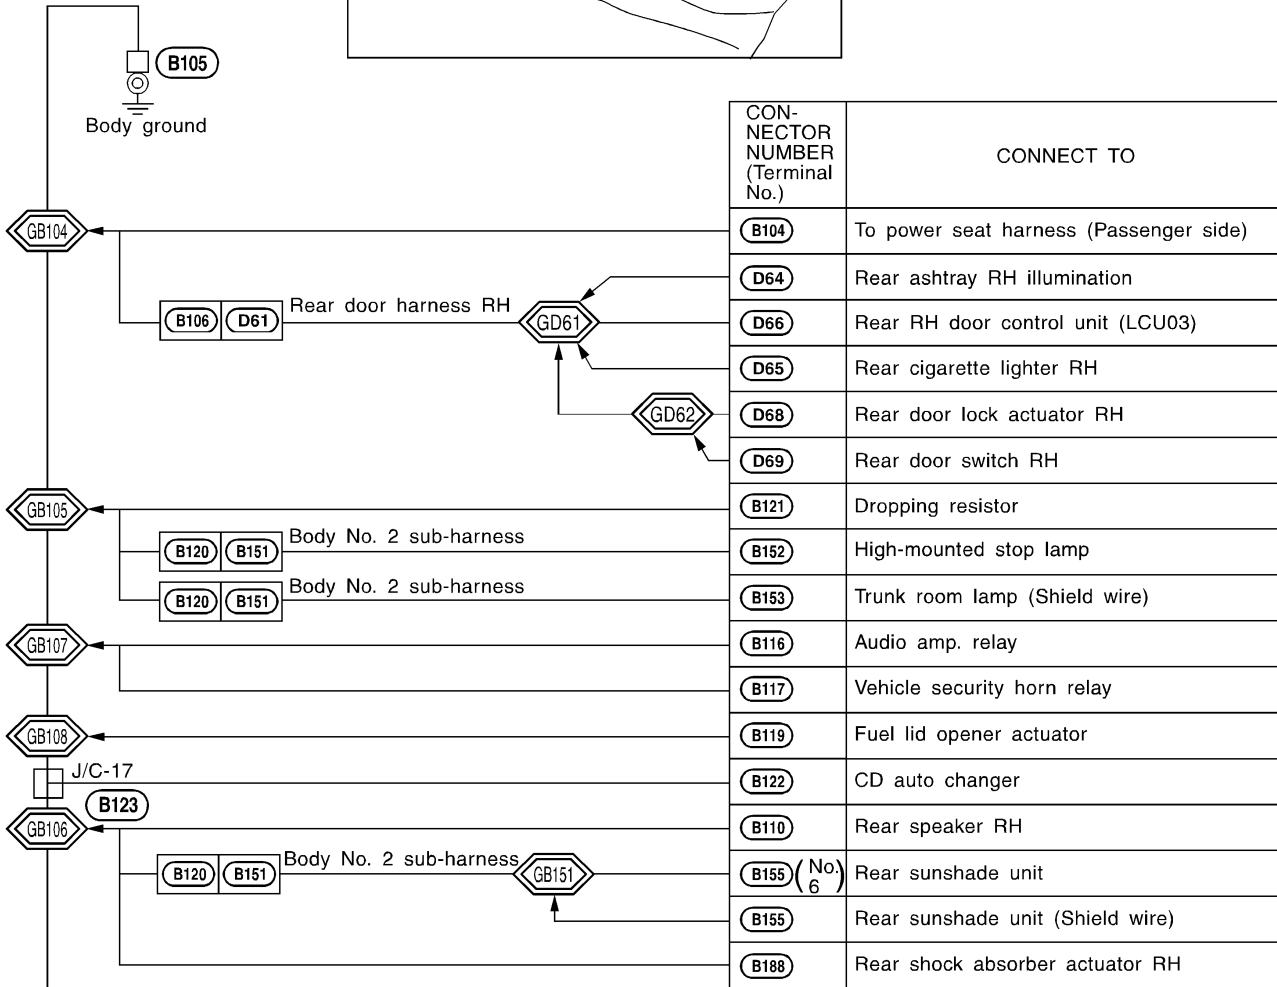 B105
Body ground
CON-
NECTOR
NUMBER
(Terminal
No.)
CONNECT TO
GB104
B104
To power seat harness (Passenger side)
D64
Rear ashtray RH illumination
B106
D61
Rear door harness RH
GD61
D66
Rear RH door control unit (LCU03)
D65
Rear cigarette lighter RH
GD62
D68
Rear door lock actuator RH
D69
Rear door switch RH
GB105
B121
Dropping resistor
B120
B151
Body No. 2 sub-harness
B152
High-mounted stop lamp
B120
B151
Body No. 2 sub-harness
B153
Trunk room lamp (Shield wire)
GB107
B116
Audio amp. relay
B117
Vehicle security horn relay
GB108
B119
Fuel lid opener actuator
J/C-17
B122
CD auto changer
B123
GB106
B110
Rear speaker RH
B120
B151
Body No. 2 sub-harness
GB151
B155
(No.
6)
Rear sunshade unit
B155
Rear sunshade unit (Shield wire)
B188
Rear shock absorber actuator RH